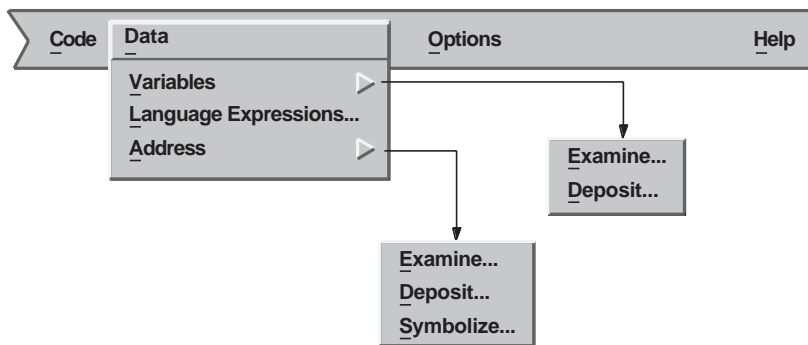 Code Data Options Help
Variables
Language Expressions...
Address
Examine...
Deposit...
Examine...
Deposit...
Symbolize...